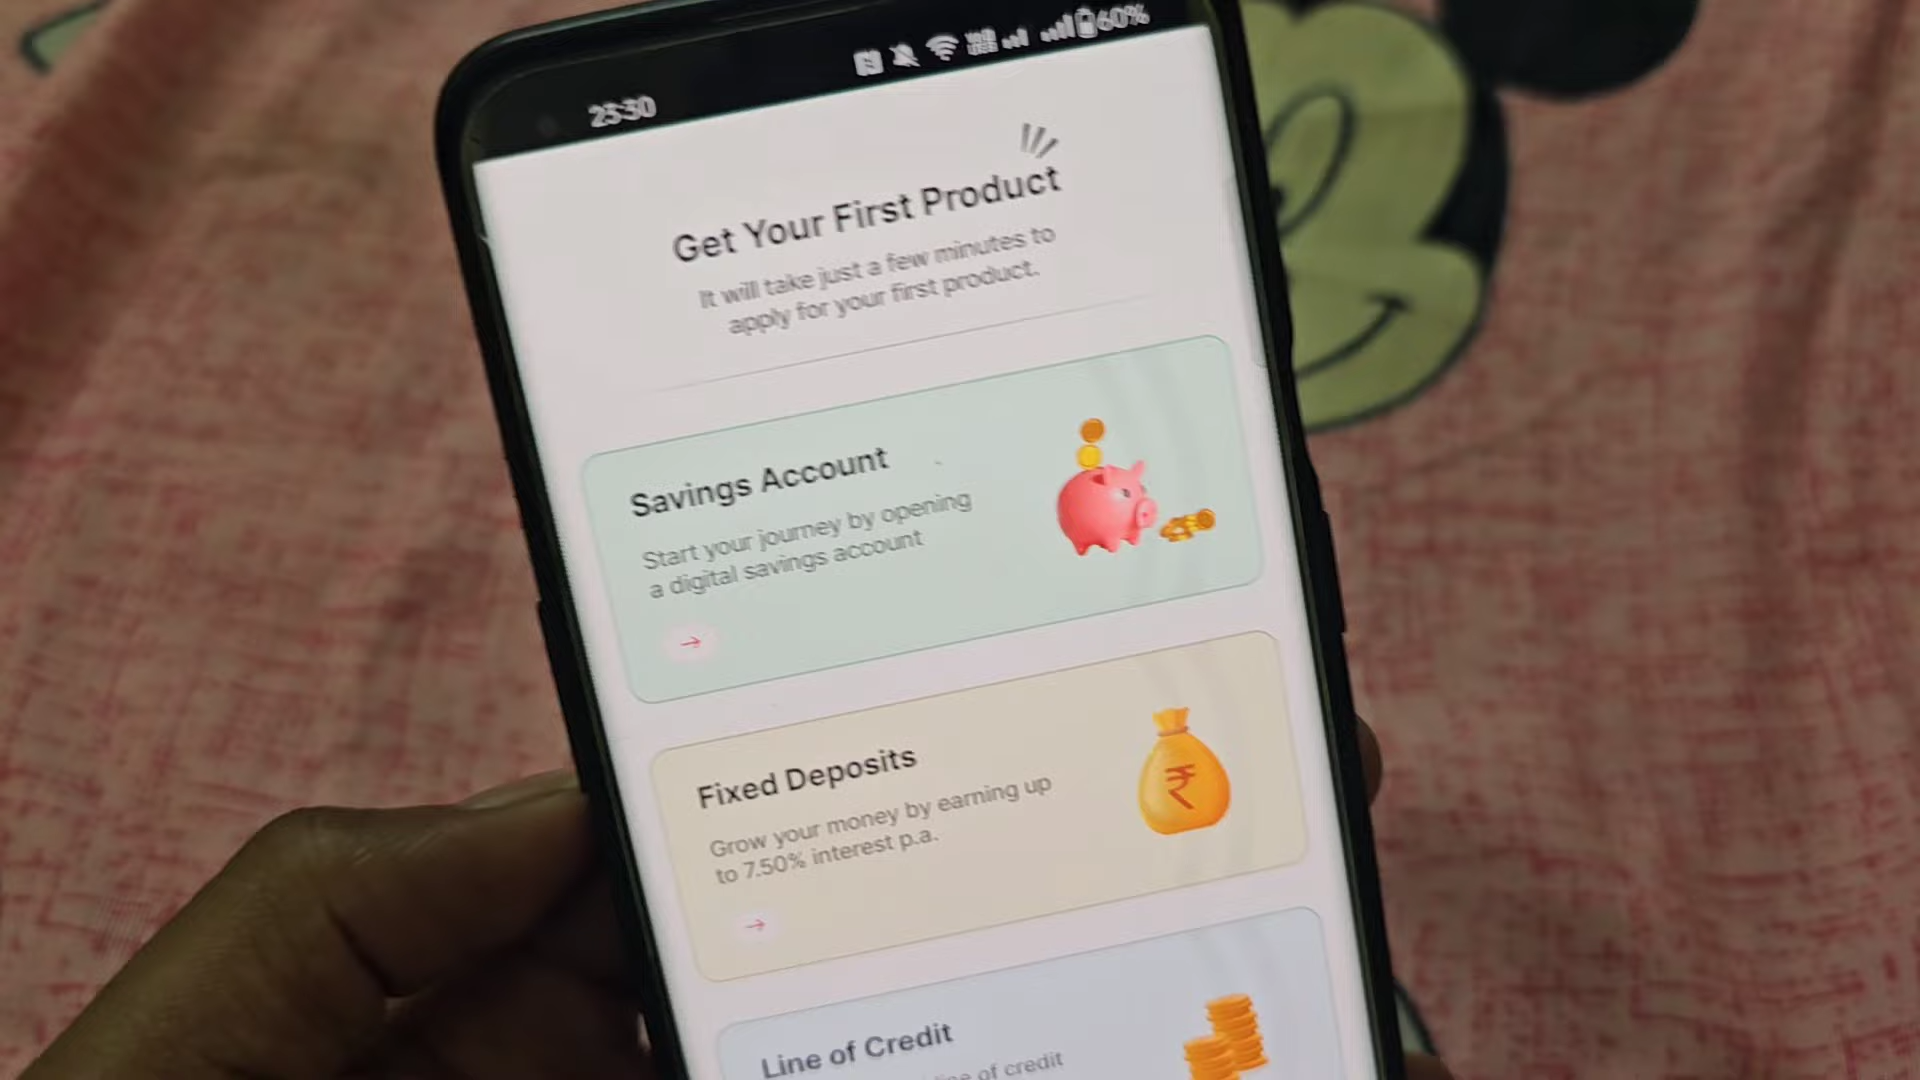 60%
Get Your First Product
It will take just a few minutes to
apply for your first product.
Savings Account
Start your journey by opening
a digital savings account
Fixed Deposits
Grow your money by earning up
to 7.50% interest p.a.
₹
Line of Credit
line of credit